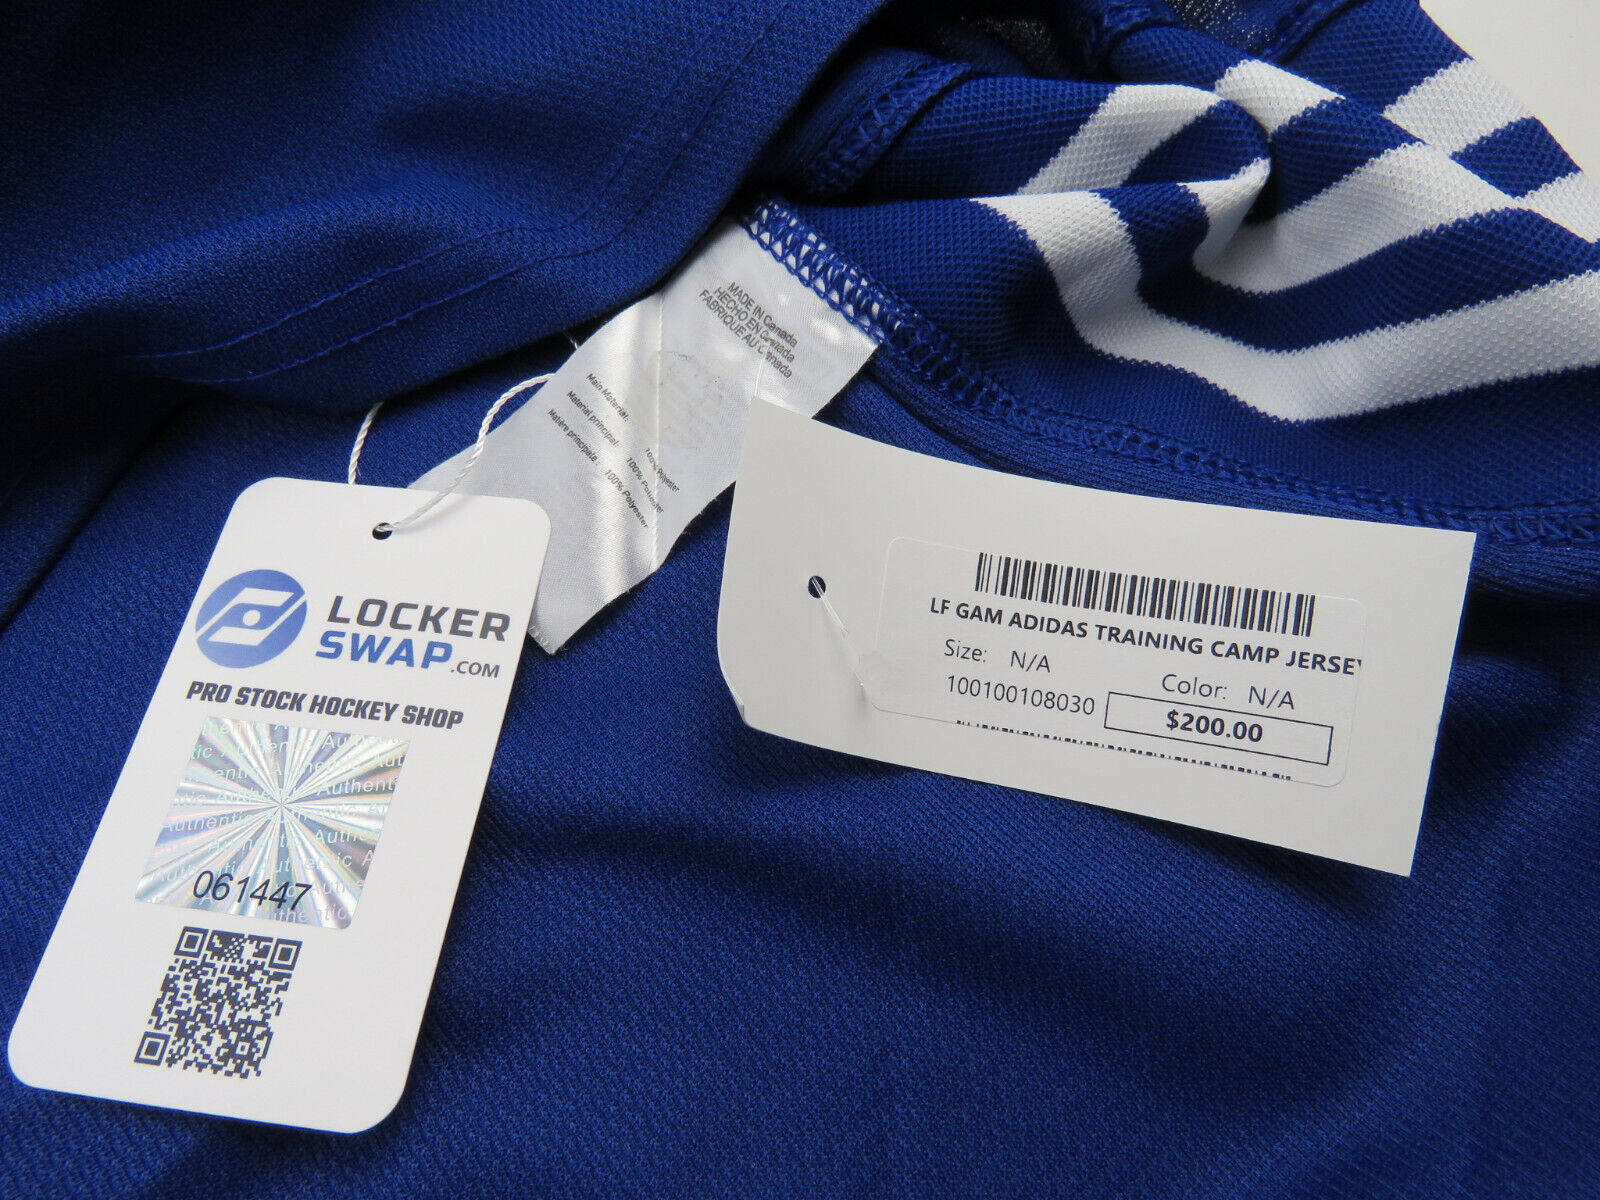 MADE IN Canada
HECHO EN Canada
FABRIQUE AU Canada
Main Material:
100% Polyester
Material principal:
100% Poliester
Matière principale :
100% Polyester
LOCKER
SWAP.COM
PRO STOCK HOCKEY SHOP
Authentic
061447
LF GAM ADIDAS TRAINING CAMP JERSEY
Size: N/A
Color: N/A
100100108030
$200.00